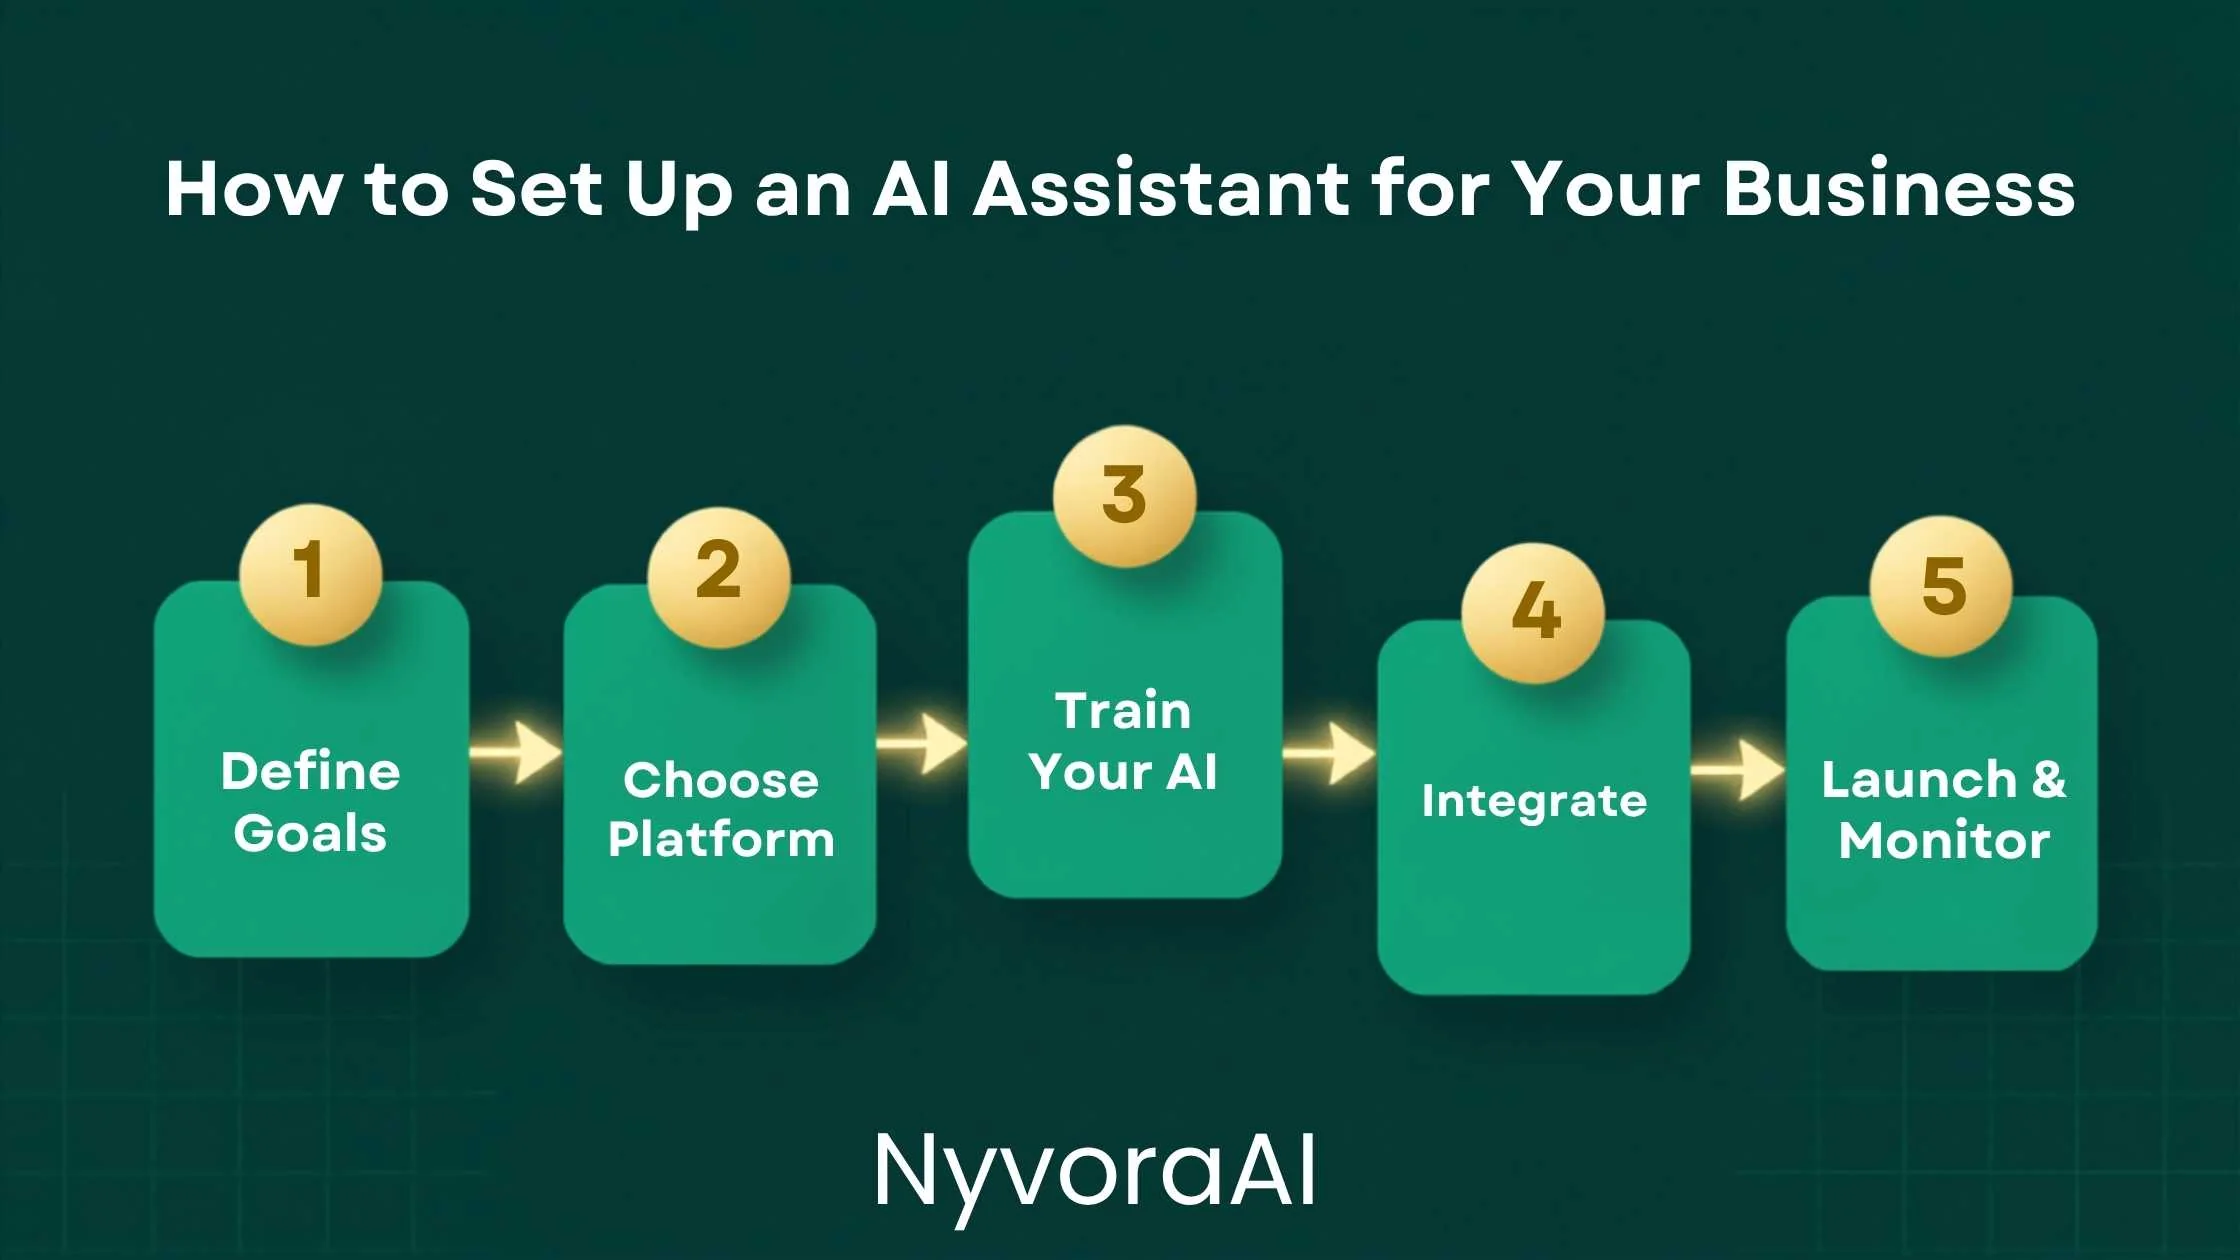 How to Set Up an AI Assistant for Your Business
1
Define
Goals
2
Choose
Platform
3
Train
Your AI
4
Integrate
5
Launch &
Monitor
NyvoraAI